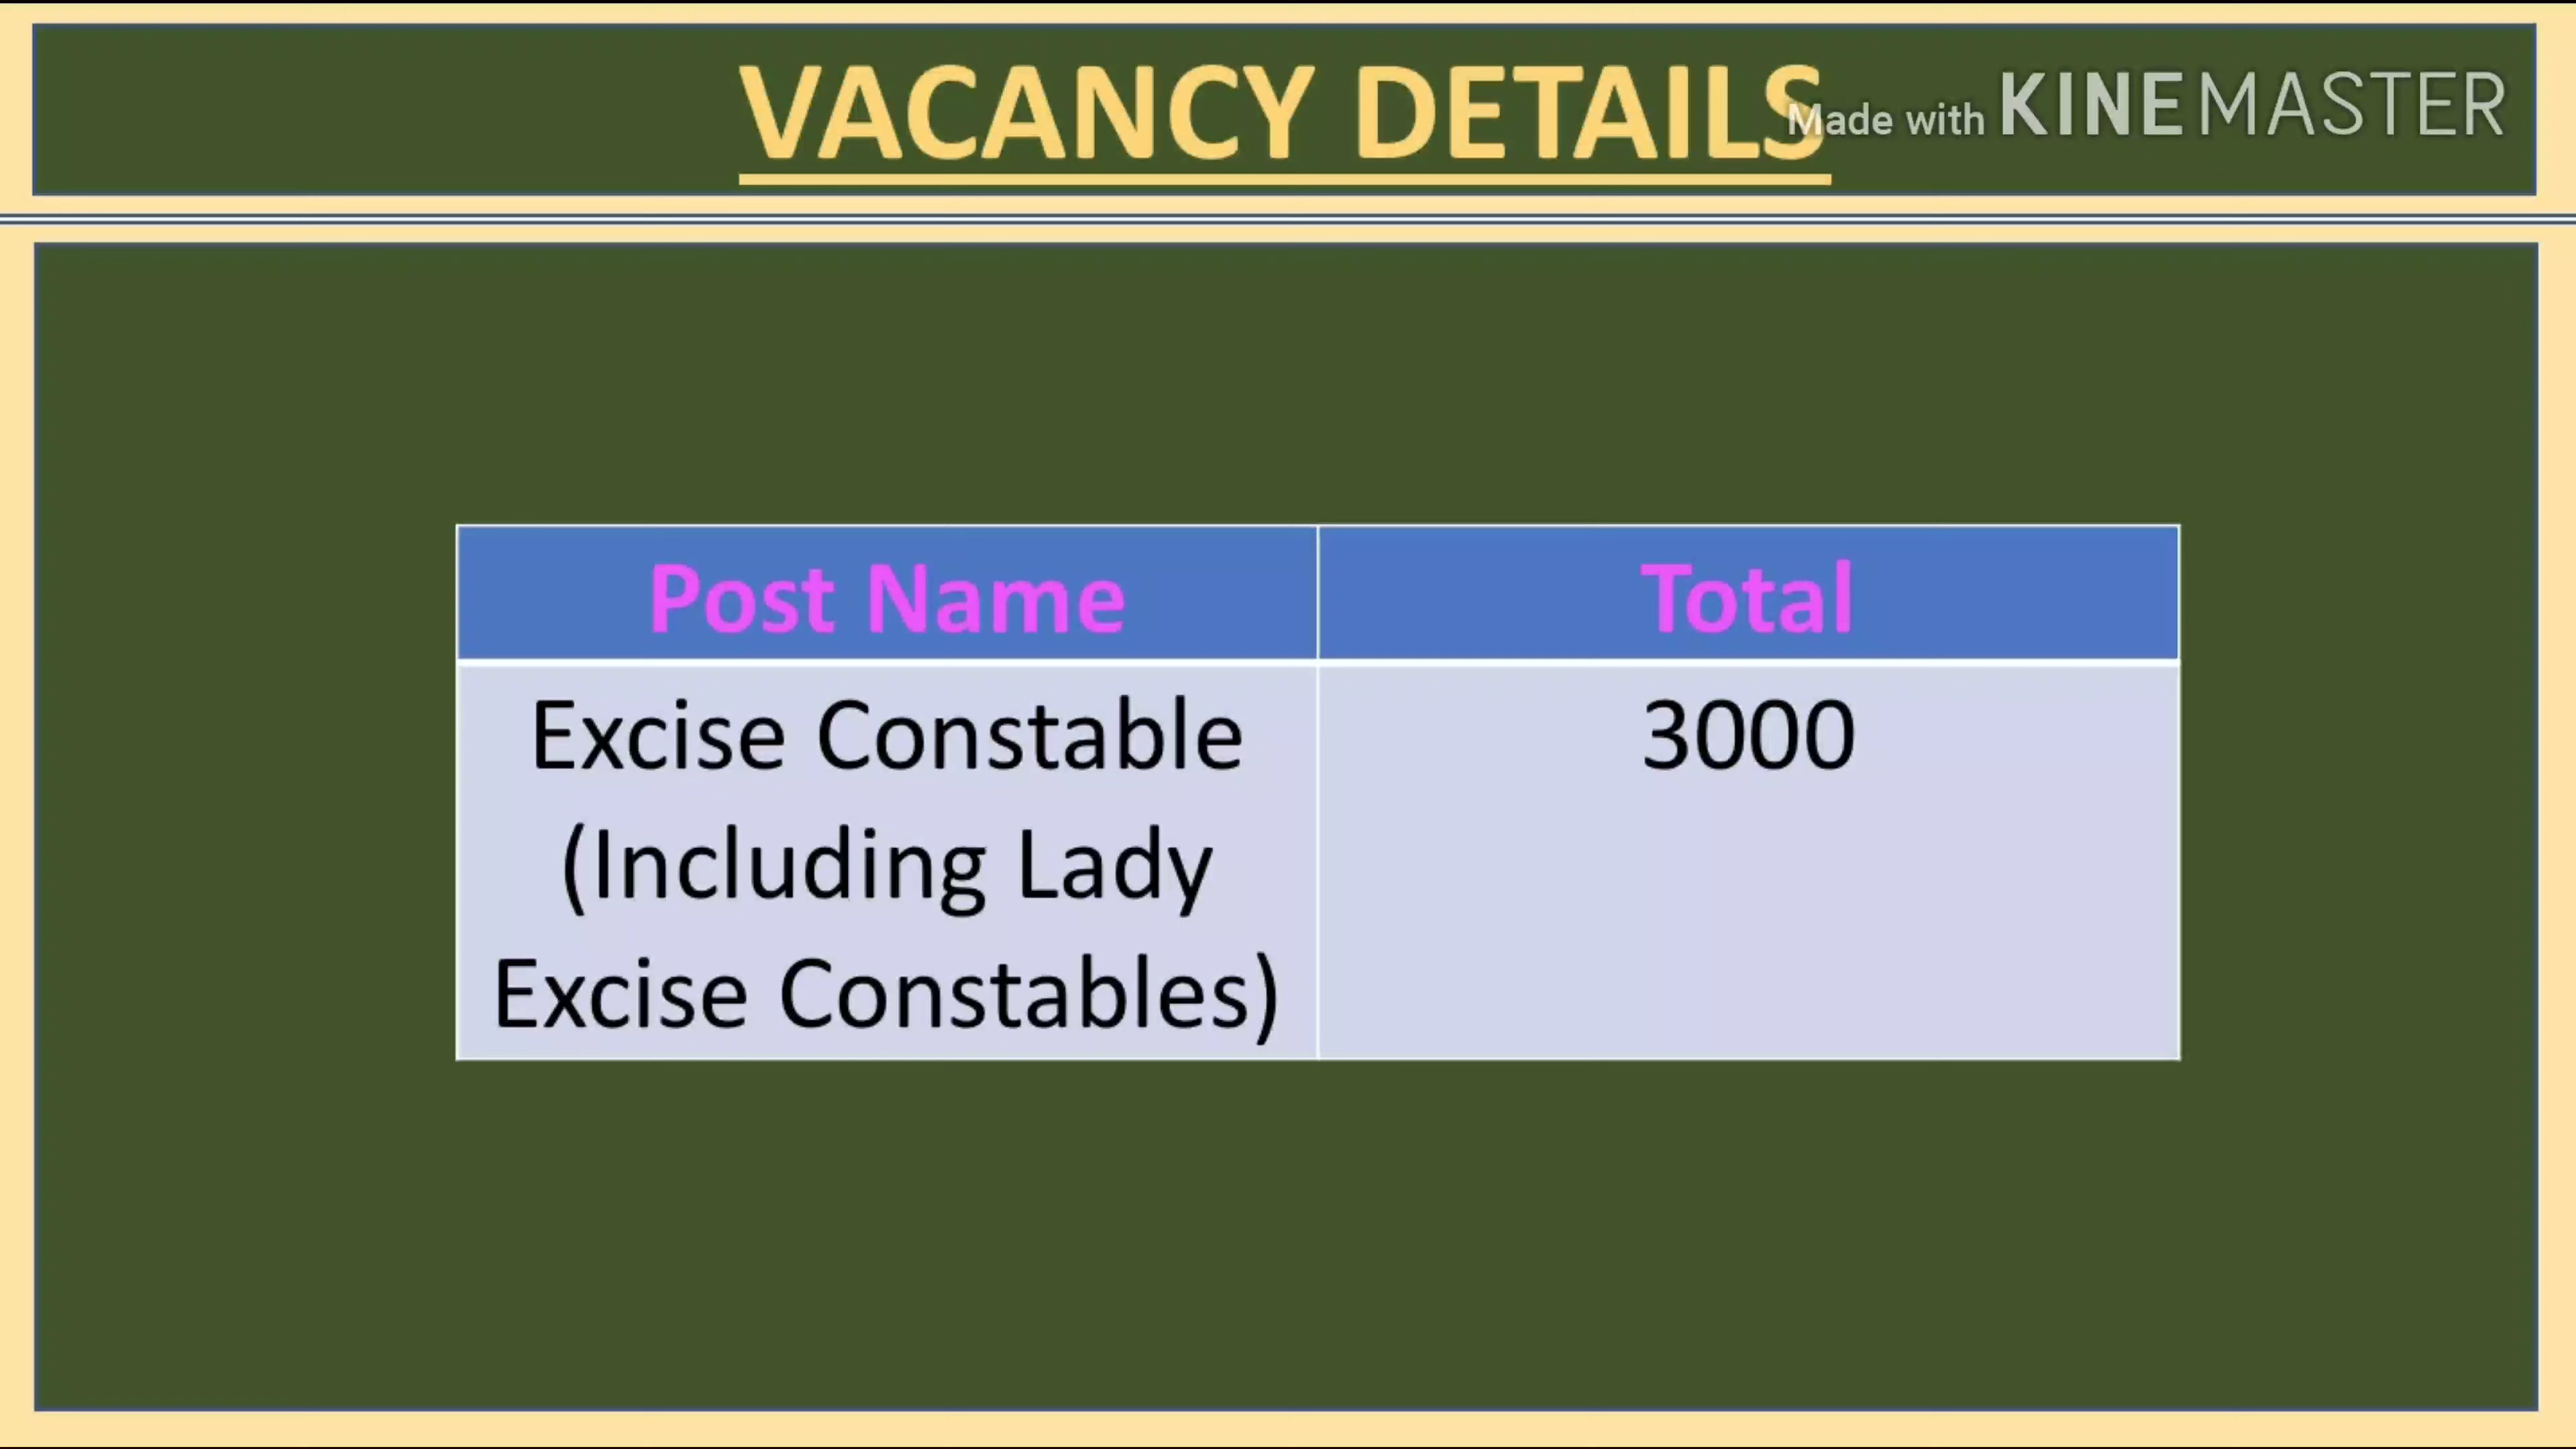 VACANCY DETAILS
Made with KINEMASTER
Post Name
Total
Excise Constable
(Including Lady
Excise Constables)
3000